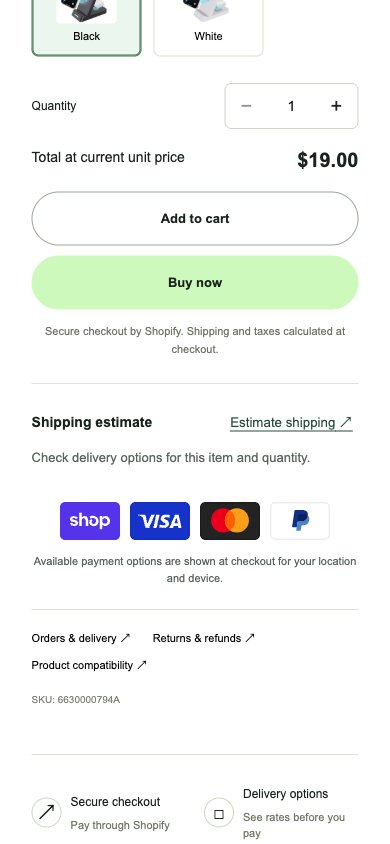 Black
White
Quantity
1
Total at current unit price
$19.00
Add to cart
Buy now
Secure checkout by Shopify. Shipping and taxes calculated at
checkout.
Shipping estimate
Estimate shipping ↗
Check delivery options for this item and quantity.
shop
VISA
Available payment options are shown at checkout for your location
and device.
Orders & delivery ↗
Returns & refunds ↗
Product compatibility ↗
SKU: 6630000794A
Secure checkout
Pay through Shopify
Delivery options
See rates before you
pay